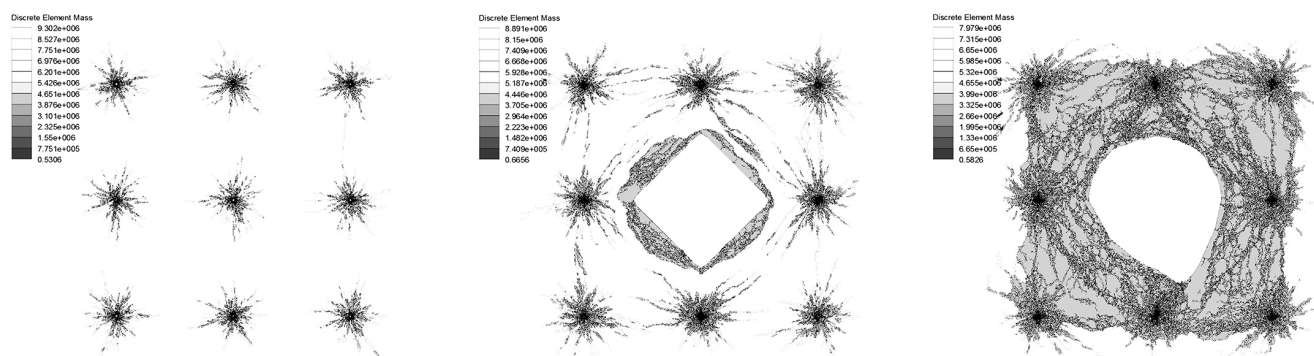 Discrete Element Mass
9.302e+006
8.527e+006
7.751e+006
6.976e+006
6.201e+006
5.426e+006
4.651e+006
3.876e+006
3.101e+006
2.325e+006
1.55e+006
7.751e+005
0.5306
Discrete Element Mass
8.891e+006
8.15e+006
7.409e+006
6.668e+006
5.928e+006
5.187e+006
4.446e+006
3.705e+006
2.964e+006
2.223e+006
1.482e+006
7.409e+005
0.6656
Discrete Element Mass
7.979e+006
7.315e+006
6.65e+006
5.985e+006
5.32e+006
4.655e+006
3.99e+006
3.325e+006
2.66e+006
1.995e+006
1.33e+006
6.65e+005
0.5826